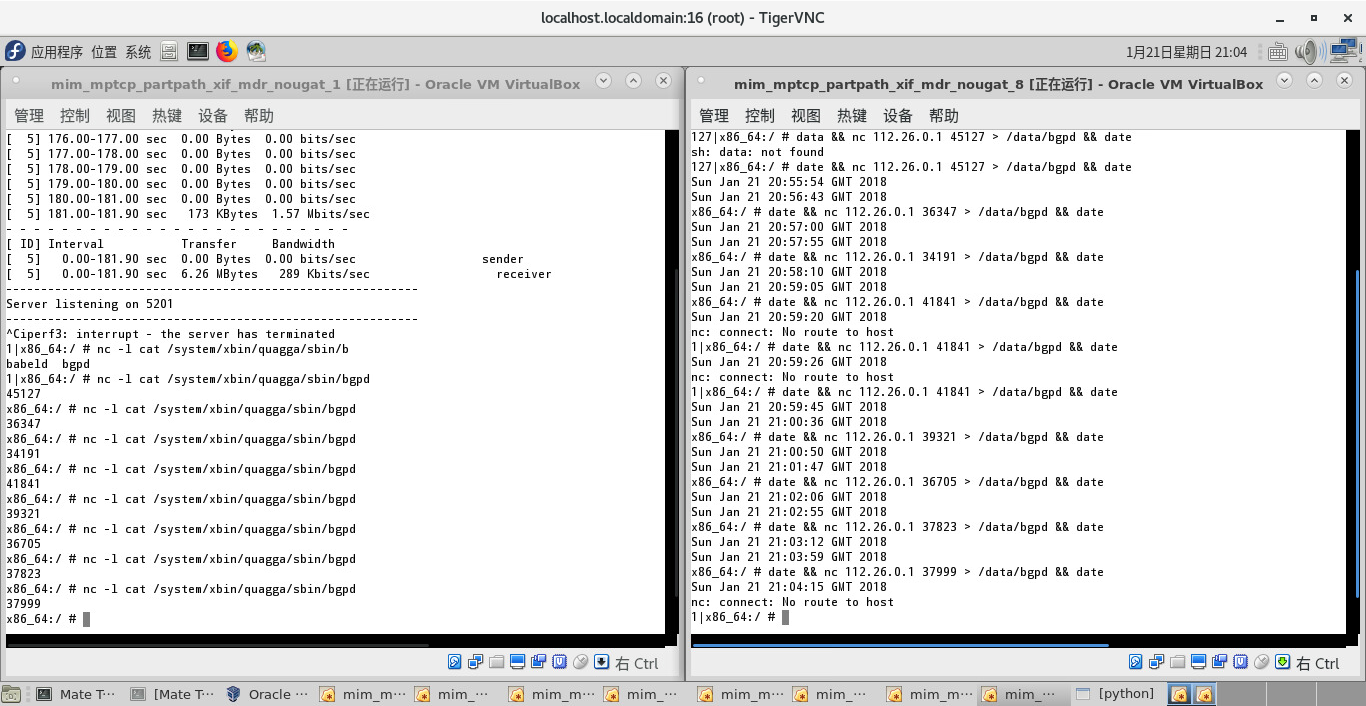 localhost.localdomain:16 (root) - TigerVNC
应用程序 位置 系统
1月21日星期日 21:04
mim_mptcp_partpath_xif_mdr_nougat_1 [正在运行] - Oracle VM VirtualBox
管理 控制 视图 热键 设备 帮助
[  5] 176.00-177.00 sec  0.00 Bytes  0.00 bits/sec
[  5] 177.00-178.00 sec  0.00 Bytes  0.00 bits/sec
[  5] 178.00-179.00 sec  0.00 Bytes  0.00 bits/sec
[  5] 179.00-180.00 sec  0.00 Bytes  0.00 bits/sec
[  5] 180.00-181.00 sec  0.00 Bytes  0.00 bits/sec
[  5] 181.00-181.90 sec   173 KBytes  1.57 Mbits/sec
- - - - - - - - - - - - - - - - - - - - - - - - -
[ ID] Interval           Transfer     Bandwidth
[  5]   0.00-181.90 sec  0.00 Bytes  0.00 bits/sec                  sender
[  5]   0.00-181.90 sec  6.26 MBytes   289 Kbits/sec                  receiver
-----------------------------------------------------------
Server listening on 5201
-----------------------------------------------------------
^Ciperf3: interrupt - the server has terminated
1|x86_64:/ # nc -l cat /system/xbin/quagga/sbin/b
babeld  bgpd
1|x86_64:/ # nc -l cat /system/xbin/quagga/sbin/bgpd
45127
x86_64:/ # nc -l cat /system/xbin/quagga/sbin/bgpd
36347
x86_64:/ # nc -l cat /system/xbin/quagga/sbin/bgpd
34191
x86_64:/ # nc -l cat /system/xbin/quagga/sbin/bgpd
41841
x86_64:/ # nc -l cat /system/xbin/quagga/sbin/bgpd
39321
x86_64:/ # nc -l cat /system/xbin/quagga/sbin/bgpd
36705
x86_64:/ # nc -l cat /system/xbin/quagga/sbin/bgpd
37823
x86_64:/ # nc -l cat /system/xbin/quagga/sbin/bgpd
37999
x86_64:/ #
右 Ctrl
mim_mptcp_partpath_xif_mdr_nougat_8 [正在运行] - Oracle VM VirtualBox
管理 控制 视图 热键 设备 帮助
127|x86_64:/ # data && nc 112.26.0.1 45127 > /data/bgpd && date
sh: data: not found
127|x86_64:/ # date && nc 112.26.0.1 45127 > /data/bgpd && date
Sun Jan 21 20:55:54 GMT 2018
Sun Jan 21 20:56:43 GMT 2018
x86_64:/ # date && nc 112.26.0.1 36347 > /data/bgpd && date
Sun Jan 21 20:57:00 GMT 2018
Sun Jan 21 20:57:55 GMT 2018
x86_64:/ # date && nc 112.26.0.1 34191 > /data/bgpd && date
Sun Jan 21 20:58:10 GMT 2018
Sun Jan 21 20:59:05 GMT 2018
x86_64:/ # date && nc 112.26.0.1 41841 > /data/bgpd && date
Sun Jan 21 20:59:20 GMT 2018
nc: connect: No route to host
1|x86_64:/ # date && nc 112.26.0.1 41841 > /data/bgpd && date
Sun Jan 21 20:59:26 GMT 2018
nc: connect: No route to host
1|x86_64:/ # date && nc 112.26.0.1 41841 > /data/bgpd && date
Sun Jan 21 20:59:45 GMT 2018
Sun Jan 21 21:00:36 GMT 2018
x86_64:/ # date && nc 112.26.0.1 39321 > /data/bgpd && date
Sun Jan 21 21:00:50 GMT 2018
Sun Jan 21 21:01:47 GMT 2018
x86_64:/ # date && nc 112.26.0.1 36705 > /data/bgpd && date
Sun Jan 21 21:02:06 GMT 2018
Sun Jan 21 21:02:55 GMT 2018
x86_64:/ # date && nc 112.26.0.1 37823 > /data/bgpd && date
Sun Jan 21 21:03:12 GMT 2018
Sun Jan 21 21:03:59 GMT 2018
x86_64:/ # date && nc 112.26.0.1 37999 > /data/bgpd && date
Sun Jan 21 21:04:15 GMT 2018
nc: connect: No route to host
1|x86_64:/ #
右 Ctrl
Mate T··· [Mate T··· Oracle ··· mim_m··· mim_··· mim_m··· mim_··· mim_m··· mim_··· mim_m··· mim_··· [python]